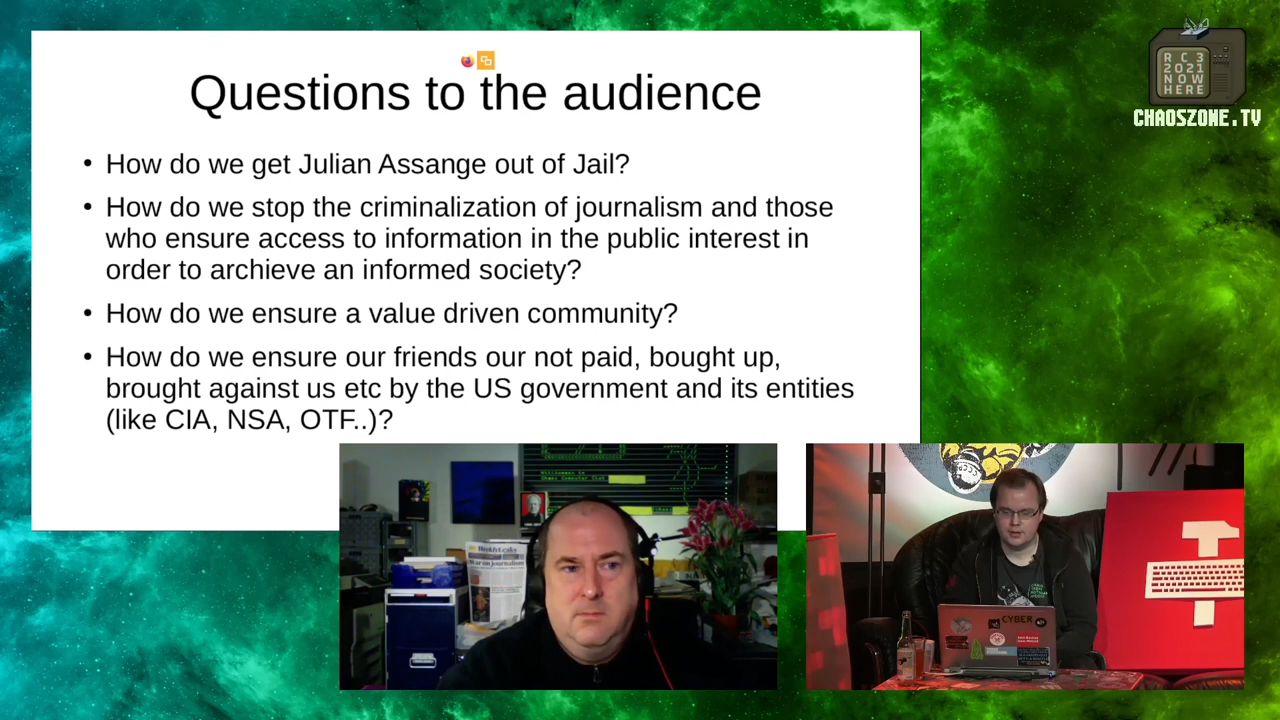 Questions to the audience
• How do we get Julian Assange out of Jail?
• How do we stop the criminalization of journalism and those
who ensure access to information in the public interest in
order to archieve an informed society?
• How do we ensure a value driven community?
• How do we ensure our friends our not paid, bought up,
brought against us etc by the US government and its entities
(like CIA, NSA, OTF..)?
RC3
2021
NOW
HERE
CHAOSZONE.TV
War on journalism
CYBER